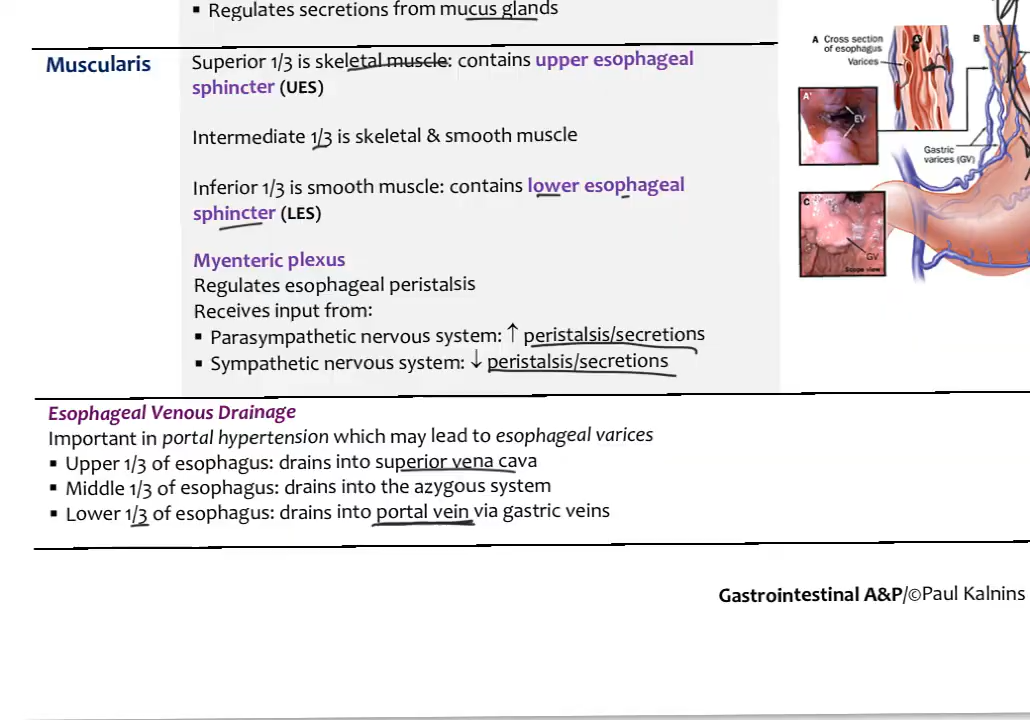 ▪ Regulates secretions from mucus glands
Muscularis
Superior 1/3 is skeletal muscle: contains upper esophageal
sphincter (UES)
Intermediate 1/3 is skeletal & smooth muscle
Inferior 1/3 is smooth muscle: contains lower esophageal
sphincter (LES)
Myenteric plexus
Regulates esophageal peristalsis
Receives input from:
▪ Parasympathetic nervous system: ↑ peristalsis/secretions
▪ Sympathetic nervous system: ↓ peristalsis/secretions
A Cross section
of esophagus
Varices
A
B
A'
EV
Gastric
varices (GV)
C
GV
Scope view
Esophageal Venous Drainage
Important in portal hypertension which may lead to esophageal varices
▪ Upper 1/3 of esophagus: drains into superior vena cava
▪ Middle 1/3 of esophagus: drains into the azygous system
▪ Lower 1/3 of esophagus: drains into portal vein via gastric veins
Gastrointestinal A&P/©Paul Kalnins